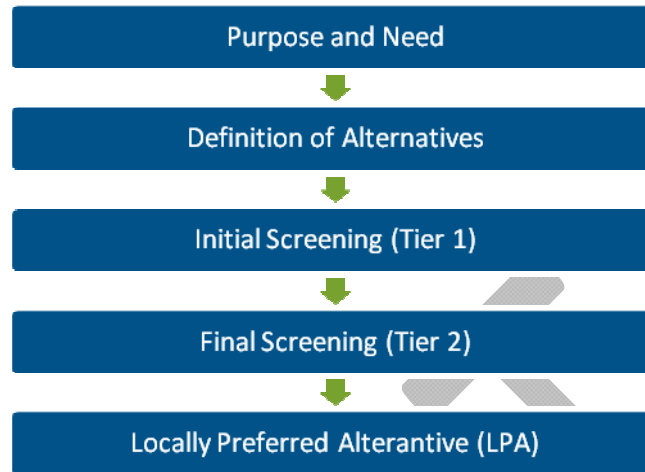 Purpose and Need
Definition of Alternatives
Initial Screening (Tier 1)
Final Screening (Tier 2)
Locally Preferred Alterantive (LPA)